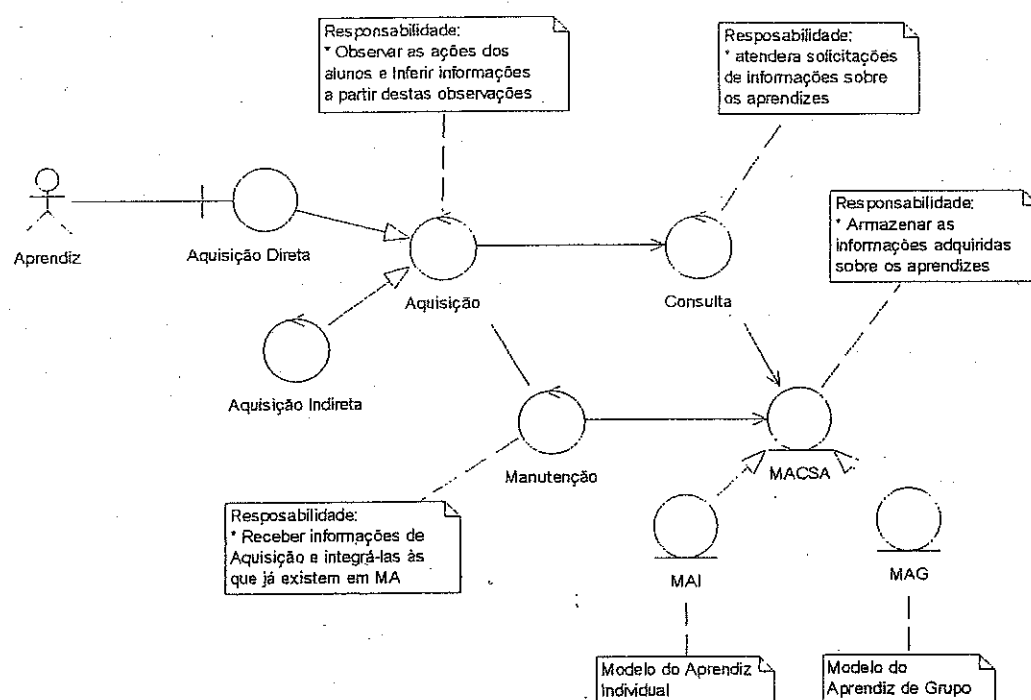 Responsabilidade:
* Observar as ações dos
alunos e Inferir informações
a partir destas observações
Resposabilidade:
* atendera solicitações
de informações sobre
os aprendizes
Responsabilidade:
* Armazenar as
informações adquiridas
sobre os aprendizes
Aprendiz
Aquisição Direta
Aquisição
Consulta
Aquisição Indireta
Manutenção
MACSA
Resposabilidade:
* Receber informações de
Aquisição e integrá-las às
que já existem em MA
MAI
MAG
Modelo do Aprendiz
Individual
Modelo do
Aprendiz de Grupo